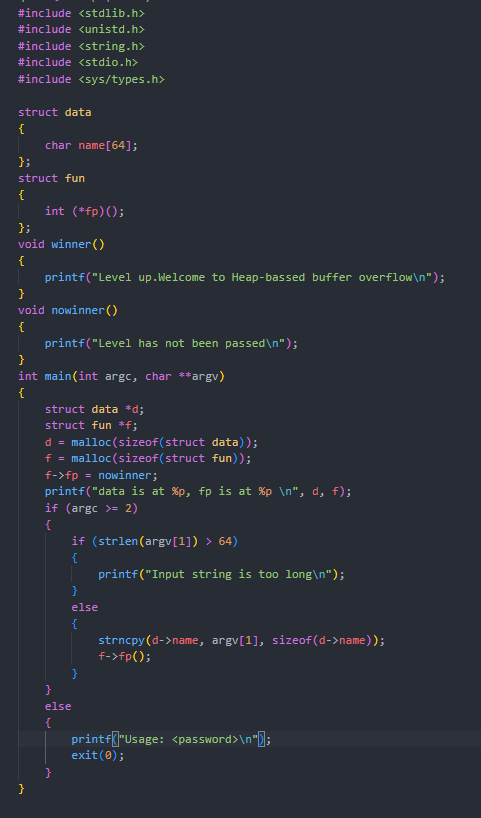 #include <stdlib.h>
#include <unistd.h>
#include <string.h>
#include <stdio.h>
#include <sys/types.h>
struct data
{
char name[64];
};
struct fun
{
int (*fp)();
};
void winner()
{
printf("Level up.Welcome to Heap-bassed buffer overflow\n");
}
void nowinner()
{
printf("Level has not been passed\n");
}
int main(int argc, char **argv)
{
struct data *d;
struct fun *f;
d = malloc(sizeof(struct data));
f = malloc(sizeof(struct fun));
f->fp = nowinner;
printf("data is at %p, fp is at %p \n", d, f);
if (argc >= 2)
{
if (strlen(argv[1]) > 64)
{
printf("Input string is too long\n");
}
else
{
strncpy(d->name, argv[1], sizeof(d->name));
f->fp();
}
}
else
{
printf("Usage: <password>\n");
exit(0);
}
}